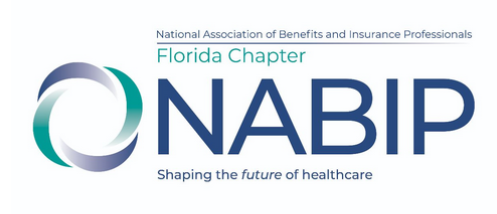 National Association of Benefits and Insurance Professionals
Florida Chapter
NABIP
Shaping the future of healthcare